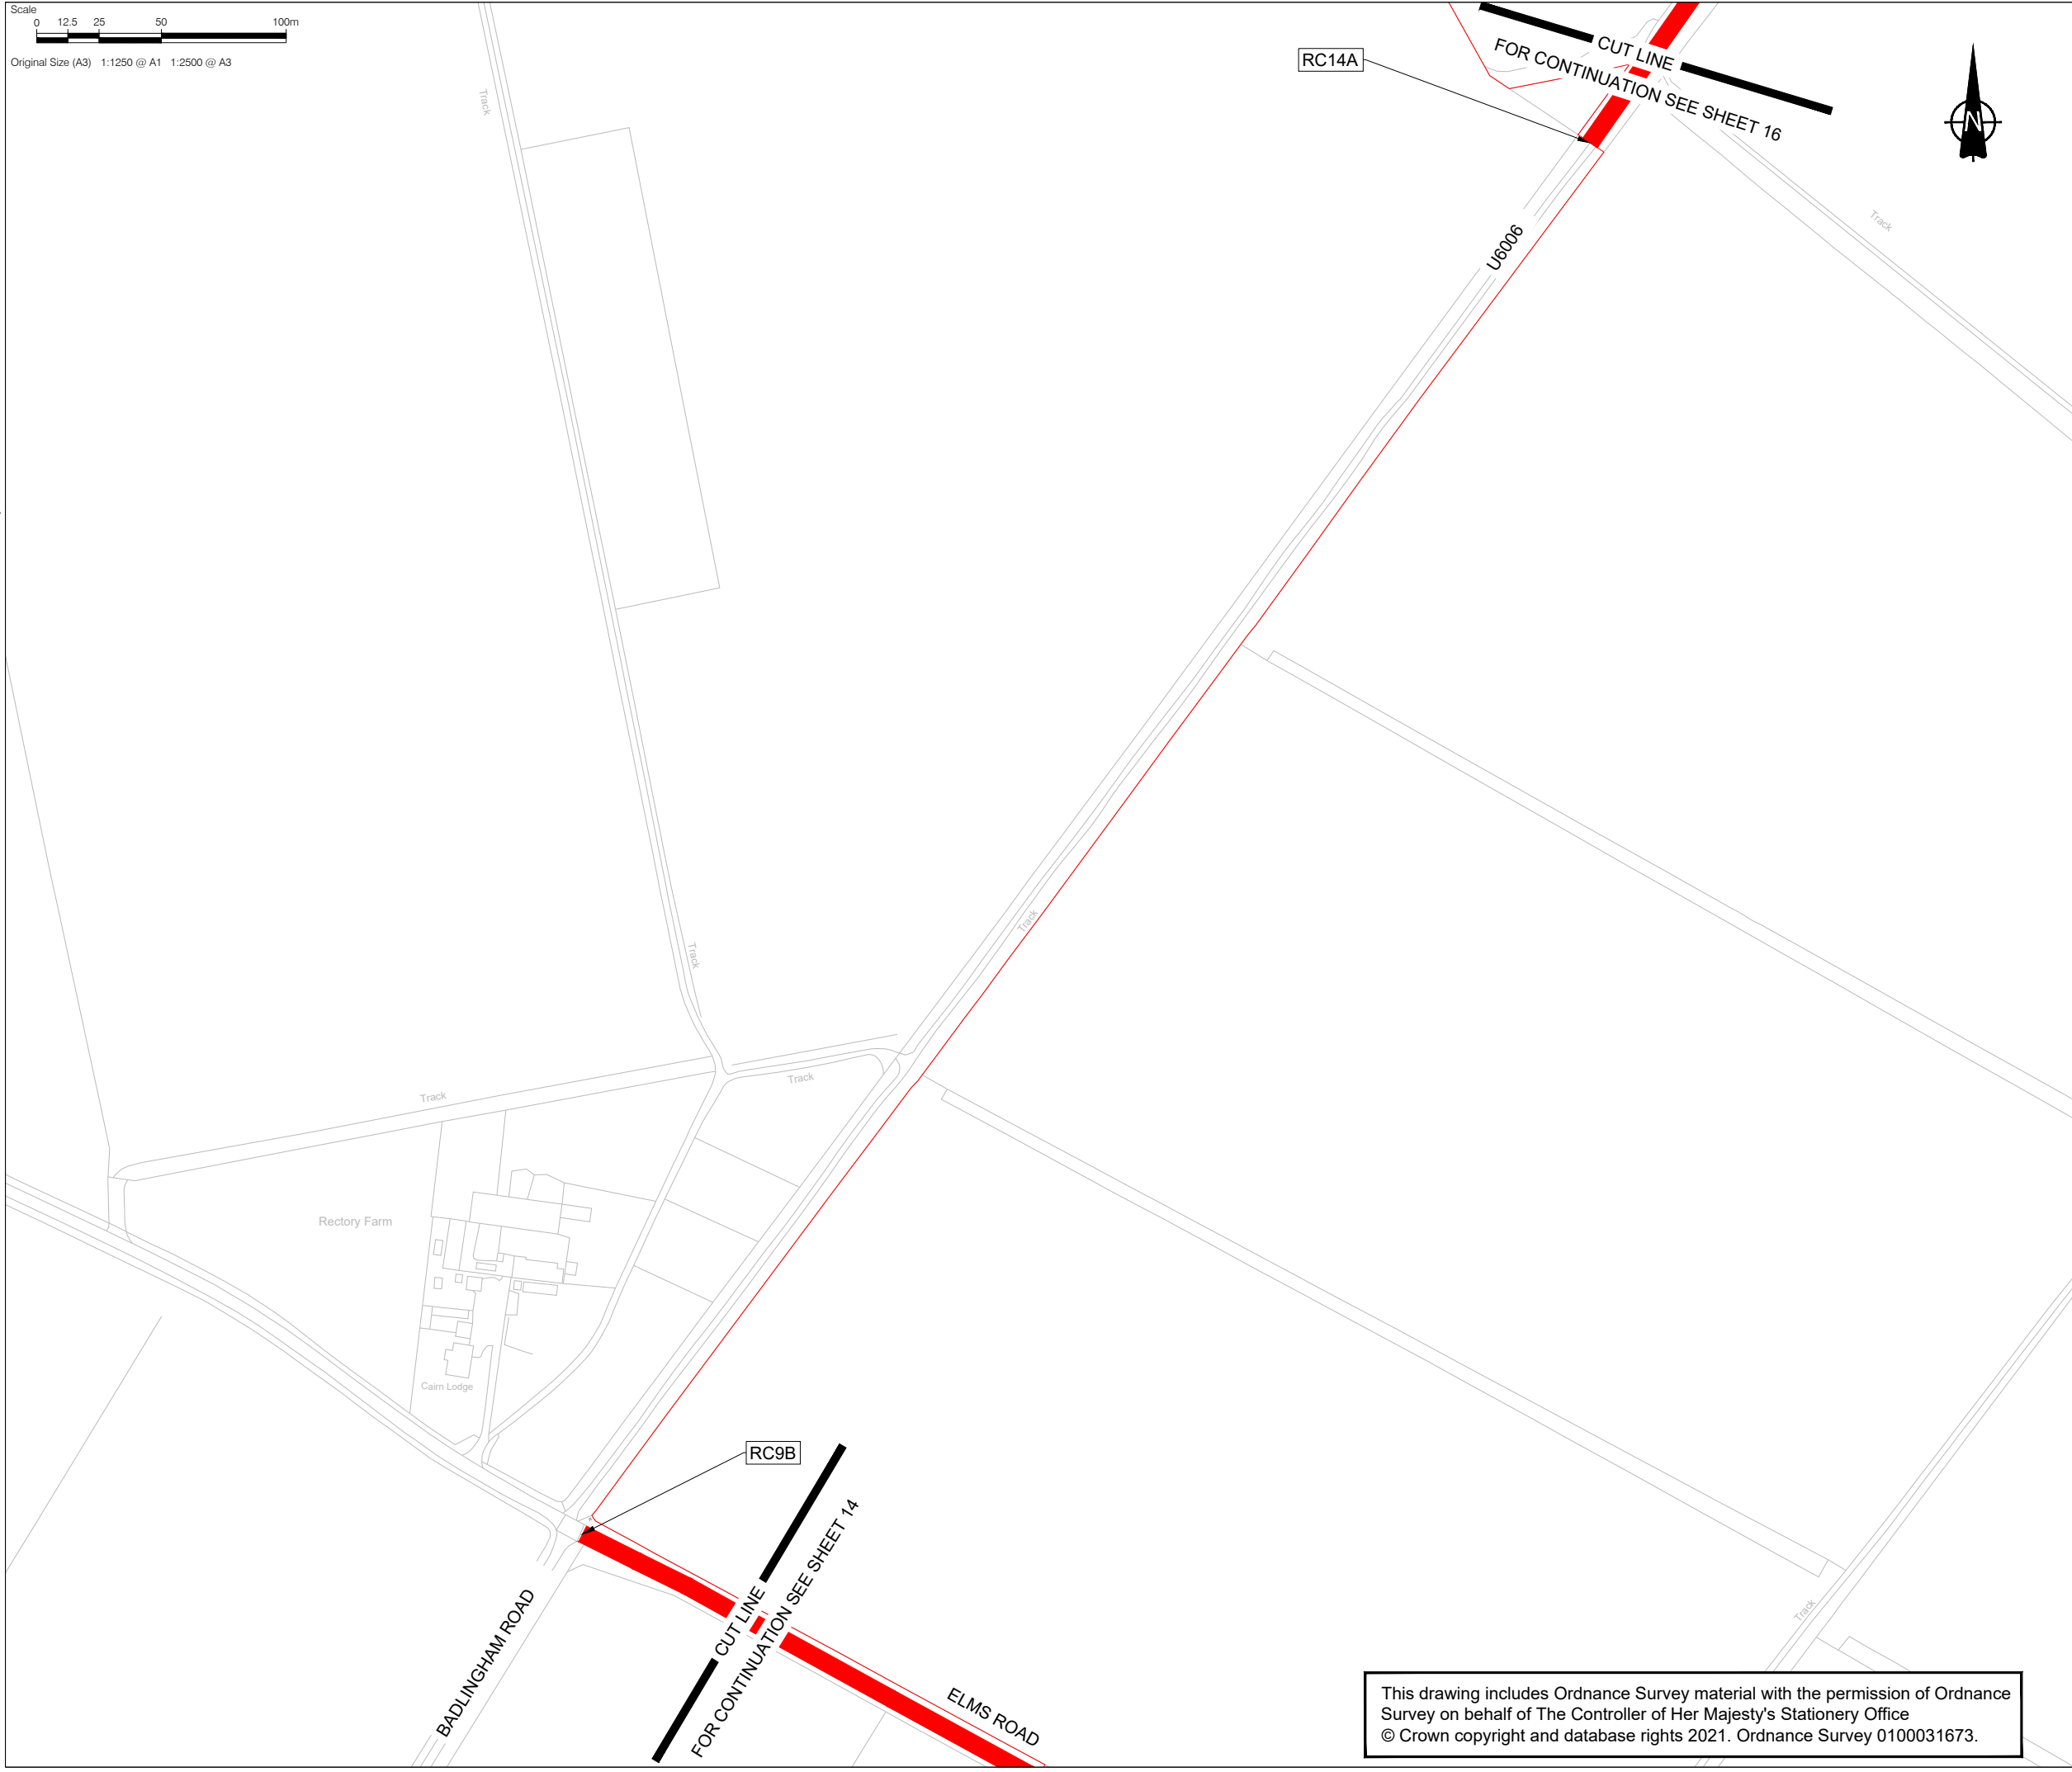 Scale
0 12.5 25 50 100m
Original Size (A3) 1:1250 @ A1 1:2500 @ A3
RC14A
CUT LINE
FOR CONTINUATION SEE SHEET 16
N
Track
Track
U6006
Track
Track
Track
Track
Rectory Farm
Cairn Lodge
RC9B
CUT LINE
FOR CONTINUATION SEE SHEET 14
BADLINGHAM ROAD
ELMS ROAD
Track
This drawing includes Ordnance Survey material with the permission of Ordnance
Survey on behalf of The Controller of Her Majesty's Stationery Office
© Crown copyright and database rights 2021. Ordnance Survey 0100031673.